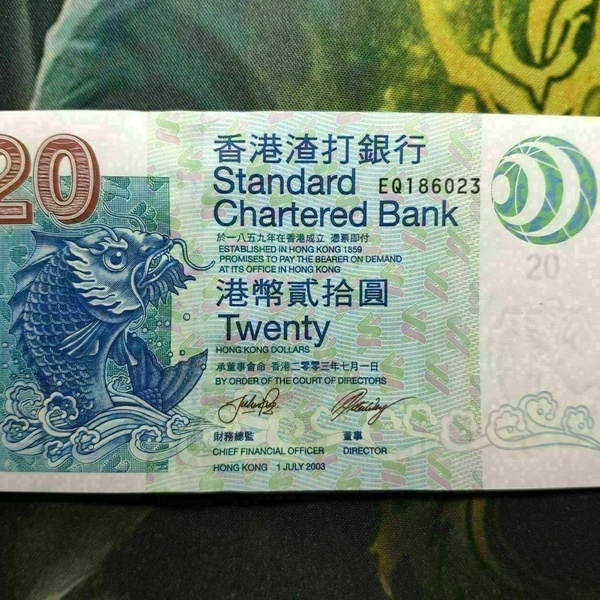 20
香港渣打銀行
Standard
Chartered Bank
EQ186023
於一八五九年在香港成立 憑票即付
ESTABLISHED IN HONG KONG 1859
PROMISES TO PAY THE BEARER ON DEMAND
AT ITS OFFICE IN HONG KONG
港幣貳拾圓
Twenty
HONG KONG DOLLARS
承董事會命 香港二零零三年七月一日
BY ORDER OF THE COURT OF DIRECTORS
財務總監 董事
CHIEF FINANCIAL OFFICER DIRECTOR
HONG KONG 1 JULY 2003
20